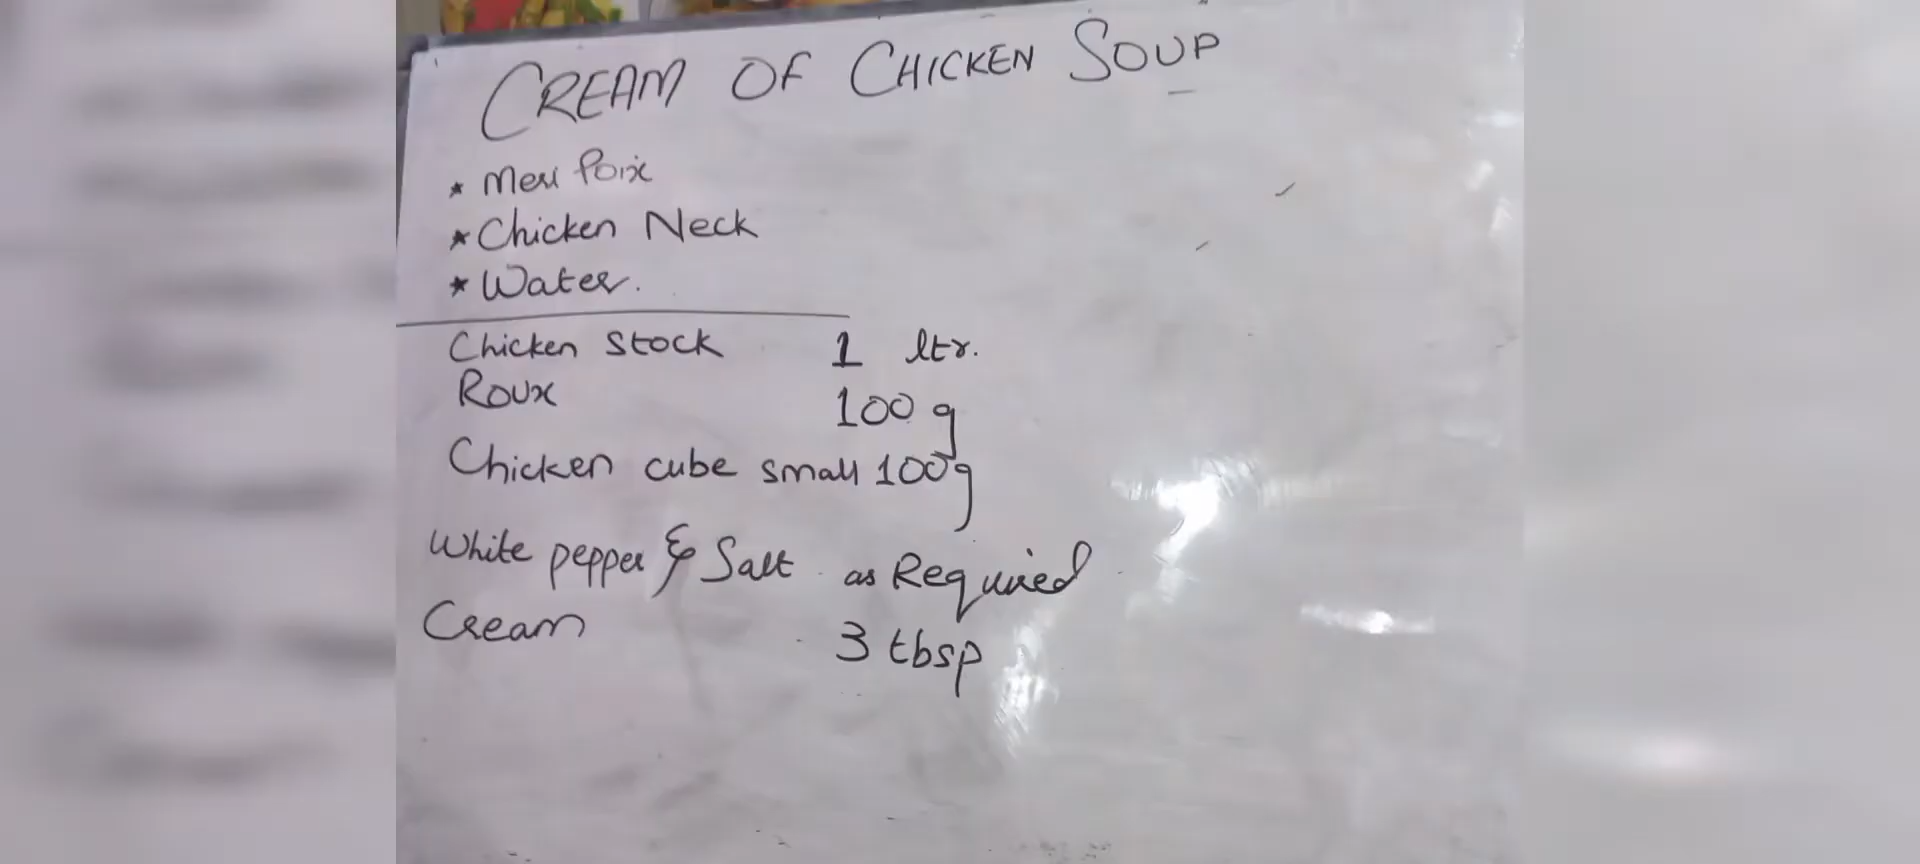 CREAM OF CHICKEN SOUP
* Meri Poix
* Chicken Neck
* Water.
Chicken Stock 1 ltr.
Roux 100 g
Chicken cube small 100g
White pepper & Salt as Required
Cream 3 tbsp